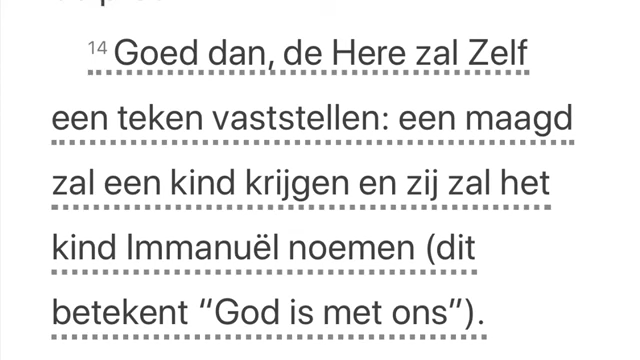 14 Goed dan, de Here zal Zelf
een teken vaststellen: een maagd
zal een kind krijgen en zij zal het
kind Immanuël noemen (dit
betekent “God is met ons”).